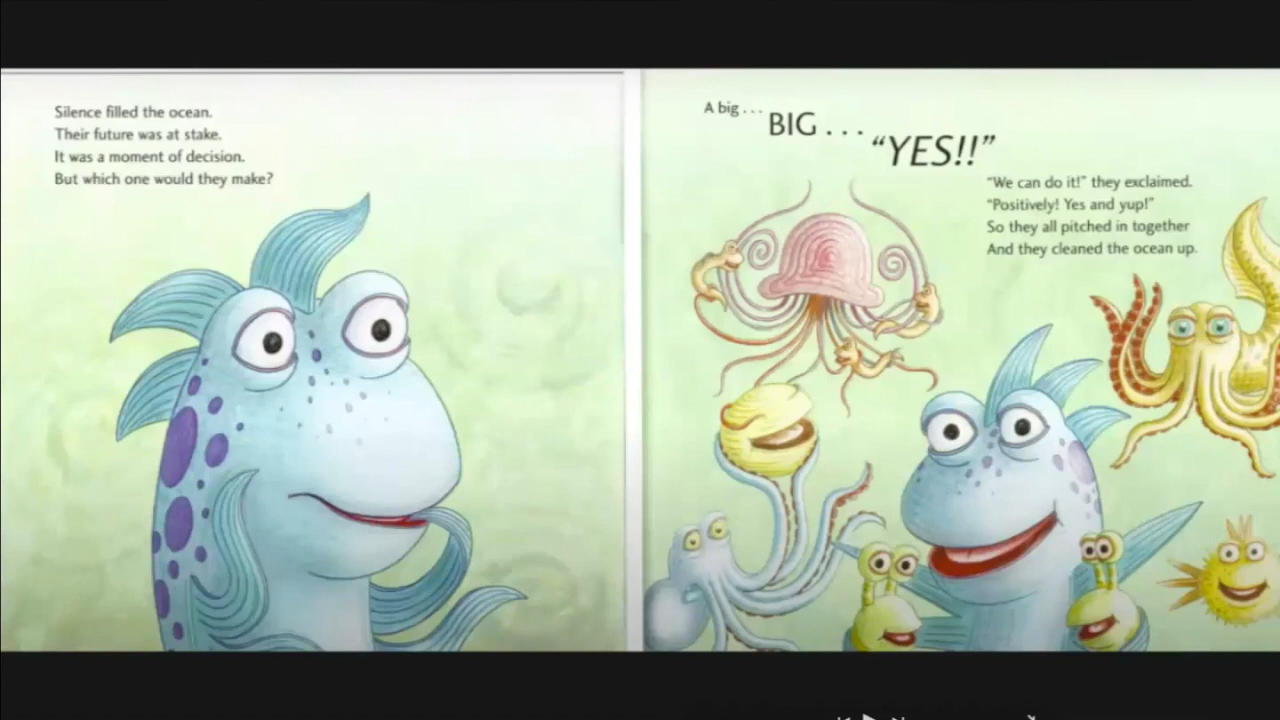 Silence filled the ocean.
Their future was at stake.
It was a moment of decision.
But which one would they make?
A big . . .
BIG . . .
“YES!!”
“We can do it!” they exclaimed.
“Positively! Yes and yup!”
So they all pitched in together
And they cleaned the ocean up.